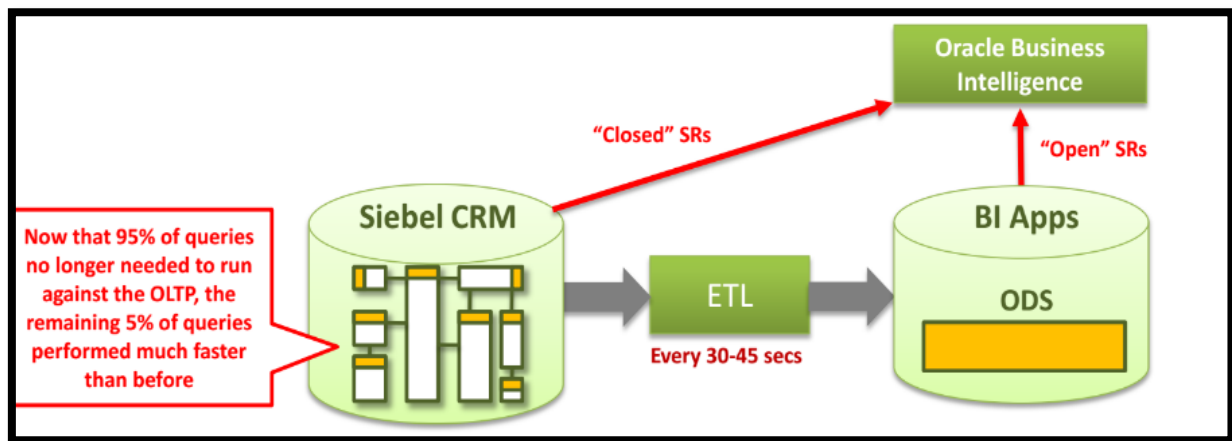 Oracle Business
Intelligence
“Closed” SRs
“Open” SRs
Siebel CRM
BI Apps
Now that 95% of queries
no longer needed to run
against the OLTP, the
remaining 5% of queries
performed much faster
than before
ETL
ODS
Every 30-45 secs